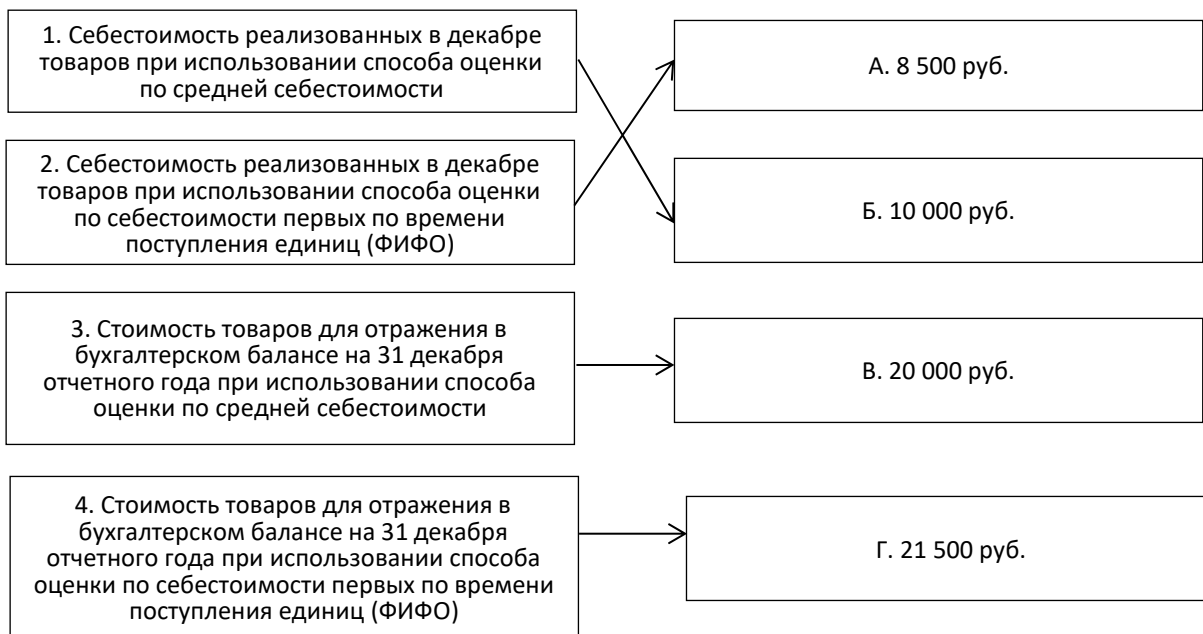 1. Себестоимость реализованных в декабре
товаров при использовании способа оценки
по средней себестоимости
А. 8 500 руб.
2. Себестоимость реализованных в декабре
товаров при использовании способа оценки
по себестоимости первых по времени
поступления единиц (ФИФО)
Б. 10 000 руб.
3. Стоимость товаров для отражения в
бухгалтерском балансе на 31 декабря
отчетного года при использовании способа
оценки по средней себестоимости
В. 20 000 руб.
4. Стоимость товаров для отражения в
бухгалтерском балансе на 31 декабря
отчетного года при использовании способа
оценки по себестоимости первых по времени
поступления единиц (ФИФО)
Г. 21 500 руб.